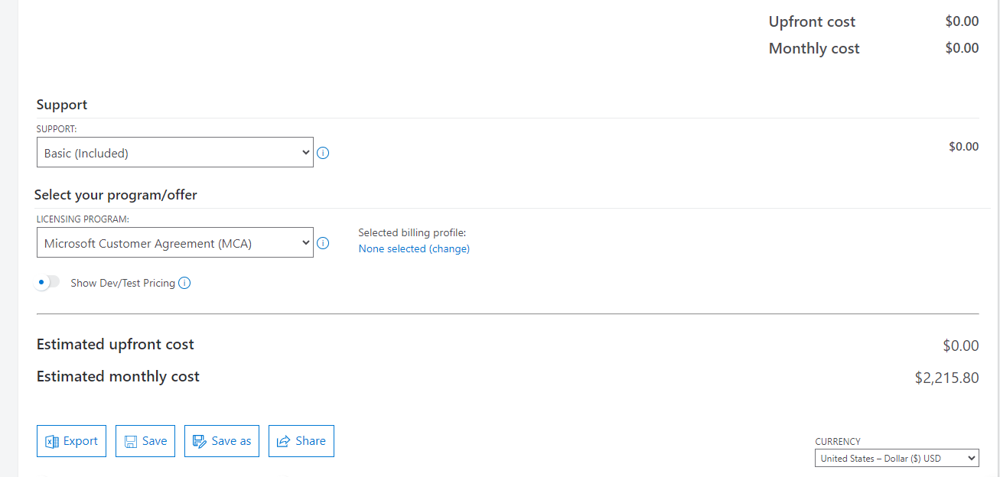 Upfront cost $0.00
Monthly cost $0.00
Support
SUPPORT:
Basic (Included)
$0.00
Select your program/offer
LICENSING PROGRAM:
Microsoft Customer Agreement (MCA)
Selected billing profile:
None selected (change)
Show Dev/Test Pricing
Estimated upfront cost $0.00
Estimated monthly cost $2,215.80
Export Save Save as Share
CURRENCY
United States – Dollar ($) USD